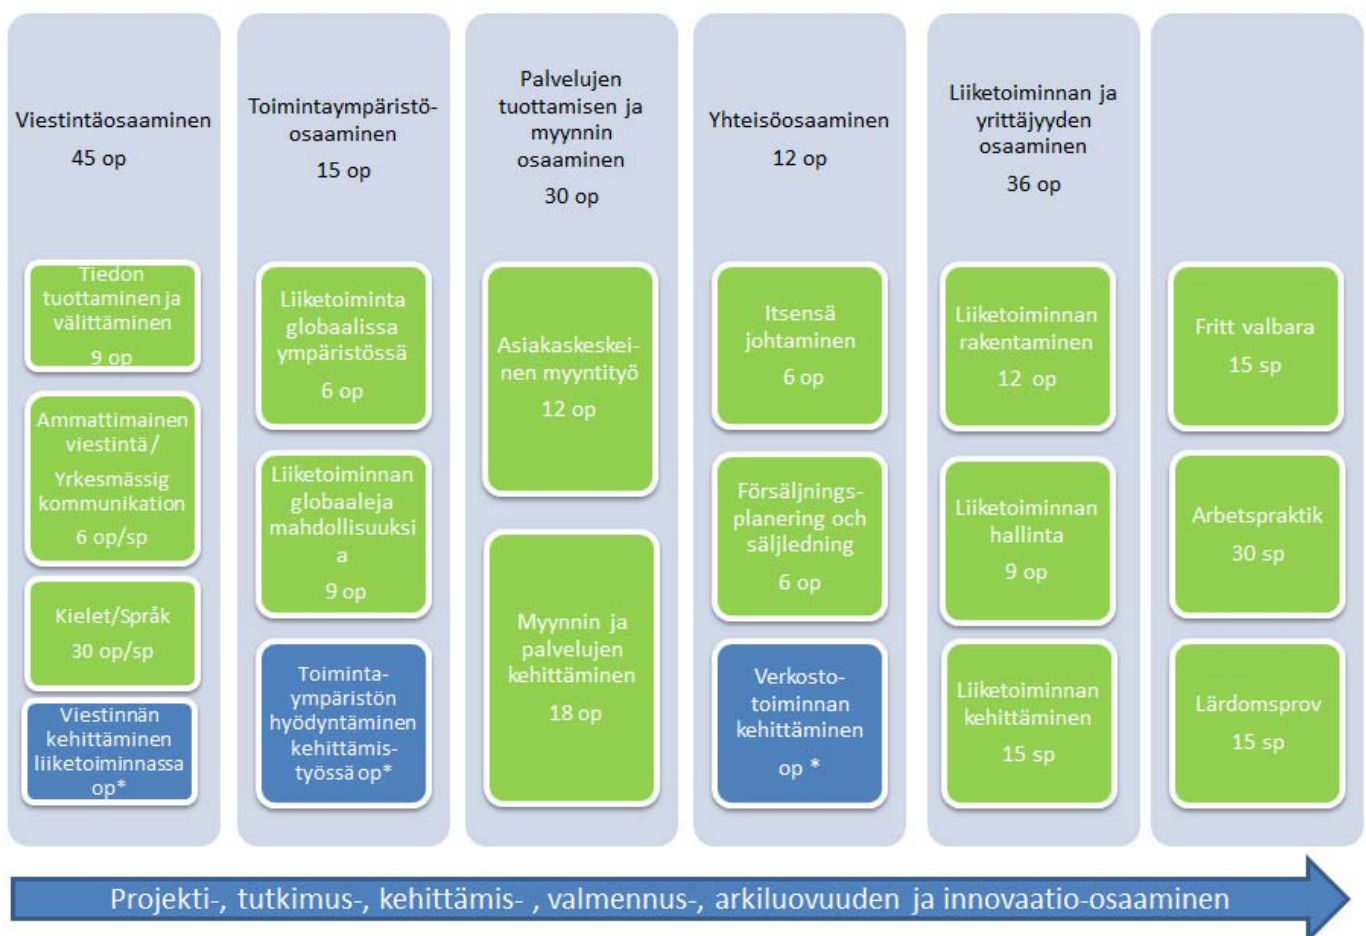 Viestintäosaaminen
45 op
Tiedon
tuottaminen ja
välittäminen
9 op
Ammattimainen
viestintä /
Yrkesmässig
kommunikation
6 op/sp
Kielet/Språk
30 op/sp
Viestinnän
kehittäminen
liiketoiminnassa
op*
Toimintaympäristö-
osaaminen
15 op
Liiketoiminta
globaalissa
ympäristössä
6 op
Liiketoiminnan
globaaleja
mahdollisuuksi
a
9 op
Toiminta-
ympäristön
hyödyntäminen
kehittämis-
työssä op*
Palvelujen
tuottamisen ja
myynnin
osaaminen
30 op
Asiakaskeskei-
nen myyntityö
12 op
Myynnin ja
palvelujen
kehittäminen
18 op
Yhteisöosaaminen
12 op
Itsensä
johtaminen
6 op
Försäljnings-
planering och
säljledning
6 op
Verkosto-
toiminnan
kehittäminen
op *
Liiketoiminnan ja
yrittäjyyden
osaaminen
36 op
Liiketoiminnan
rakentaminen
12 op
Liiketoiminnan
hallinta
9 op
Liiketoiminnan
kehittäminen
15 sp
Fritt valbara
15 sp
Arbetspraktik
30 sp
Lärdomsprov
15 sp
Projekti-, tutkimus-, kehittämis- , valmennus-, arkiluovuuden ja innovaatio-osaaminen